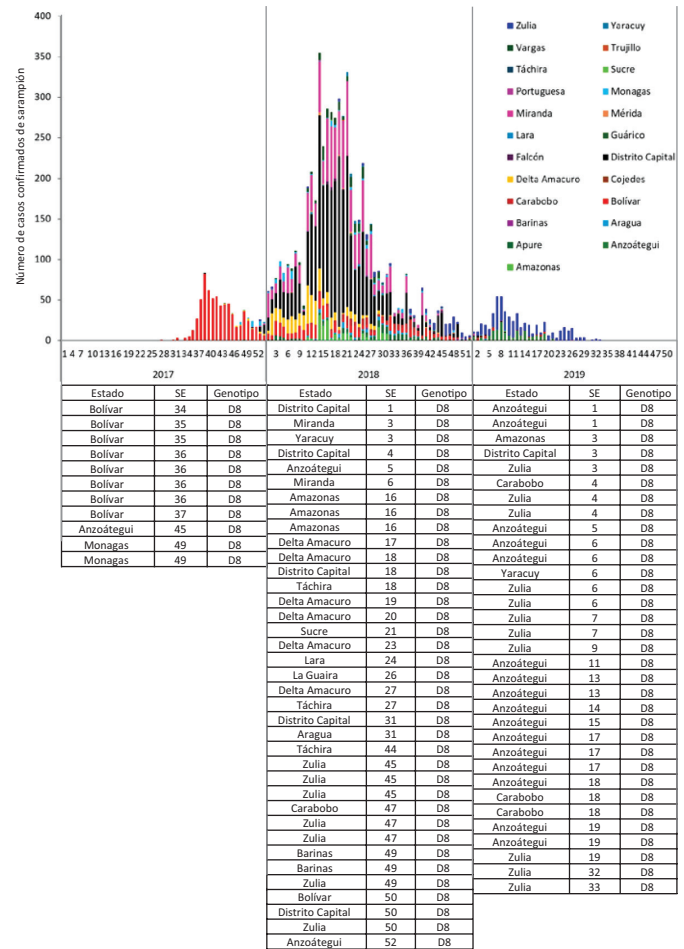 400
350
300
250
200
150
100
50
0
Número de casos confirmados de sarampión
Zulia Yaracuy
Vargas Trujillo
Táchira Sucre
Portuguesa Monagas
Miranda Mérida
Lara Guárico
Falcón Distrito Capital
Delta Amacuro Cojedes
Carabobo Bolívar
Barinas Aragua
Apure Anzoátegui
Amazonas
1 4 7 10 13 16 19 22 25 28 31 34 37 40 43 46 49 52 3 6 9 12 15 18 21 24 27 30 33 36 39 42 45 48 51 2 5 8 11 14 17 20 23 26 29 32 35 38 41 44 47 50
2017 2018 2019
Estado SE Genotipo Estado SE Genotipo Estado SE Genotipo
Bolívar 34 D8 Distrito Capital 1 D8 Anzoátegui 1 D8
Bolívar 35 D8 Miranda 3 D8 Anzoátegui 1 D8
Bolívar 35 D8 Yaracuy 3 D8 Amazonas 3 D8
Bolívar 36 D8 Distrito Capital 4 D8 Distrito Capital 3 D8
Bolívar 36 D8 Anzoátegui 5 D8 Zulia 3 D8
Bolívar 36 D8 Miranda 6 D8 Carabobo 4 D8
Bolívar 36 D8 Amazonas 16 D8 Zulia 4 D8
Bolívar 37 D8 Amazonas 16 D8 Zulia 4 D8
Anzoátegui 45 D8 Amazonas 16 D8 Anzoátegui 5 D8
Monagas 49 D8 Delta Amacuro 17 D8 Anzoátegui 6 D8
Monagas 49 D8 Delta Amacuro 18 D8 Anzoátegui 6 D8
Distrito Capital 18 D8 Yaracuy 6 D8
Táchira 18 D8 Zulia 6 D8
Delta Amacuro 19 D8 Zulia 6 D8
Delta Amacuro 20 D8 Zulia 7 D8
Sucre 21 D8 Zulia 7 D8
Delta Amacuro 23 D8 Zulia 9 D8
Lara 24 D8 Anzoátegui 11 D8
La Guaira 26 D8 Anzoátegui 13 D8
Delta Amacuro 27 D8 Anzoátegui 13 D8
Táchira 27 D8 Anzoátegui 14 D8
Distrito Capital 31 D8 Anzoátegui 15 D8
Aragua 31 D8 Anzoátegui 17 D8
Táchira 44 D8 Anzoátegui 17 D8
Zulia 45 D8 Anzoátegui 17 D8
Zulia 45 D8 Anzoátegui 18 D8
Zulia 45 D8 Carabobo 18 D8
Carabobo 47 D8 Carabobo 18 D8
Zulia 47 D8 Anzoátegui 19 D8
Zulia 47 D8 Anzoátegui 19 D8
Barinas 49 D8 Zulia 19 D8
Barinas 49 D8 Zulia 32 D8
Zulia 49 D8 Zulia 33 D8
Bolívar 50 D8
Distrito Capital 50 D8
Zulia 50 D8
Anzoátegui 52 D8